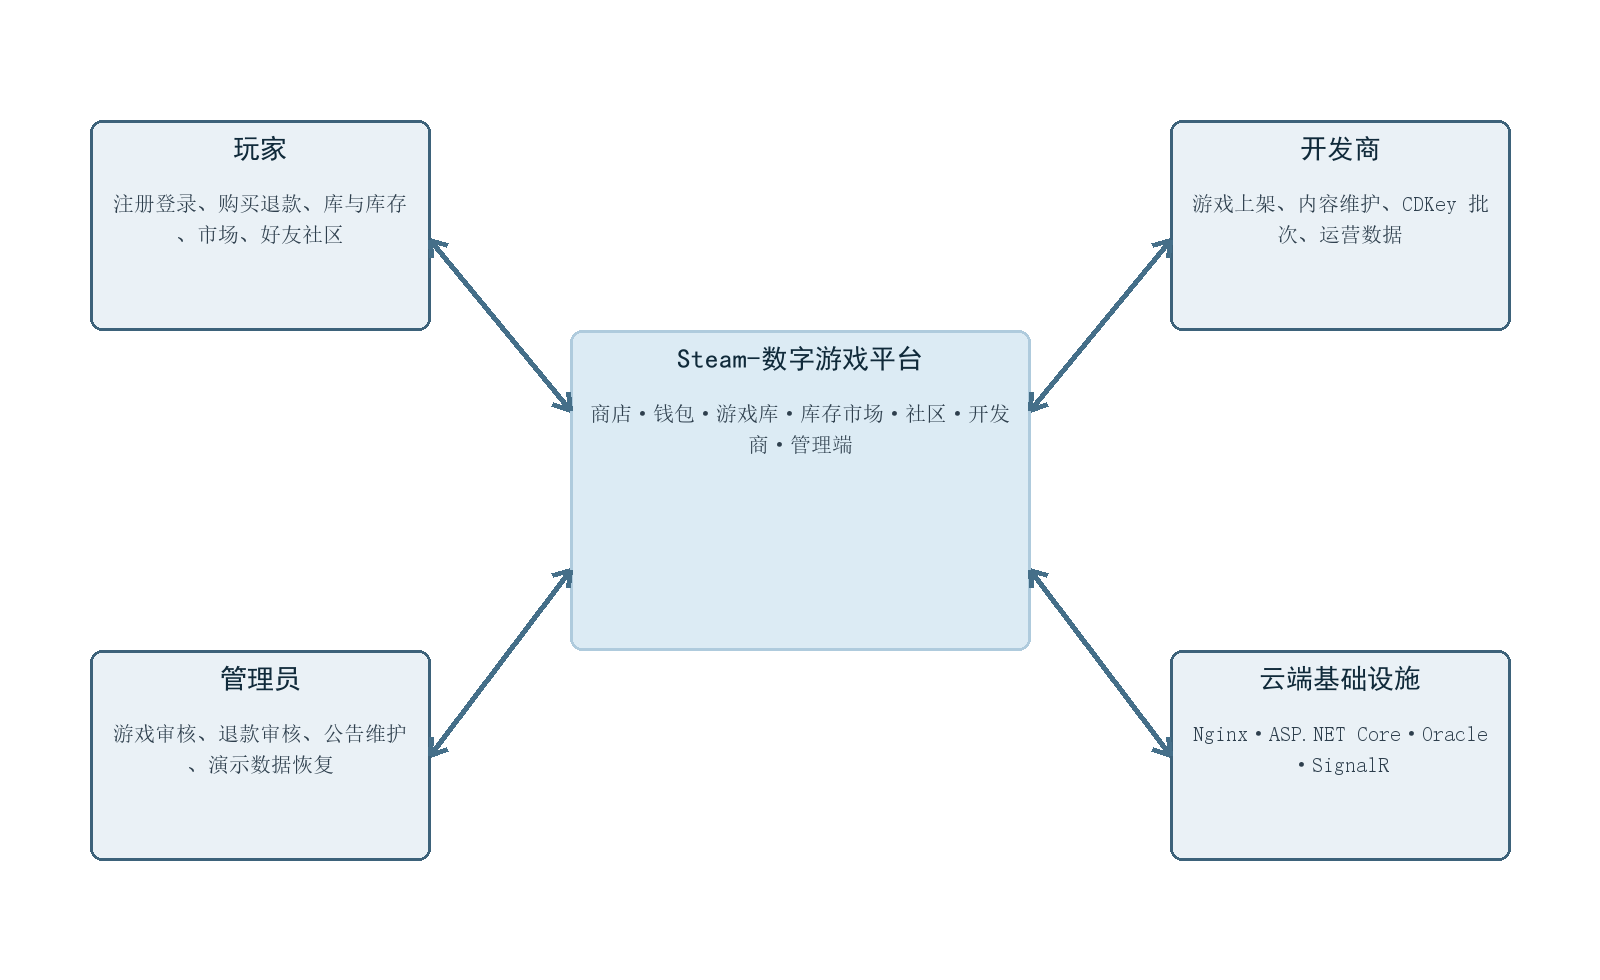 玩家
注册登录、购买退款、库与库存
、市场、好友社区
开发商
游戏上架、内容维护、CDKey 批
次、运营数据
Steam-数字游戏平台
商店•钱包•游戏库•库存市场•社区•开发
商•管理端
管理员
游戏审核、退款审核、公告维护
、演示数据恢复
云端基础设施
Nginx•ASP.NET Core•Oracle
•SignalR